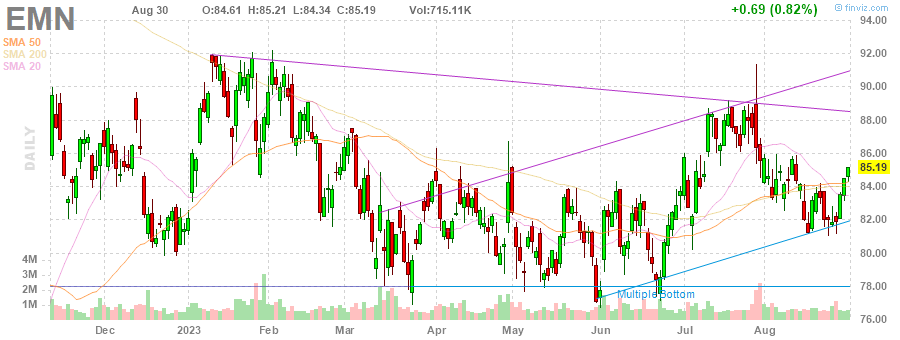 EMN
Aug 30 O:84.61 H:85.21 L:84.34 C:85.19 Vol:715.11K +0.69 (0.82%)
© finviz.com
SMA 50
SMA 200
SMA 20
DAILY
94.00
92.00
90.00
88.00
86.00
85.19
84.00
82.00
80.00
78.00
76.00
4M
3M
2M
1M
Multiple Bottom
Dec 2023 Feb Mar Apr May Jun Jul Aug